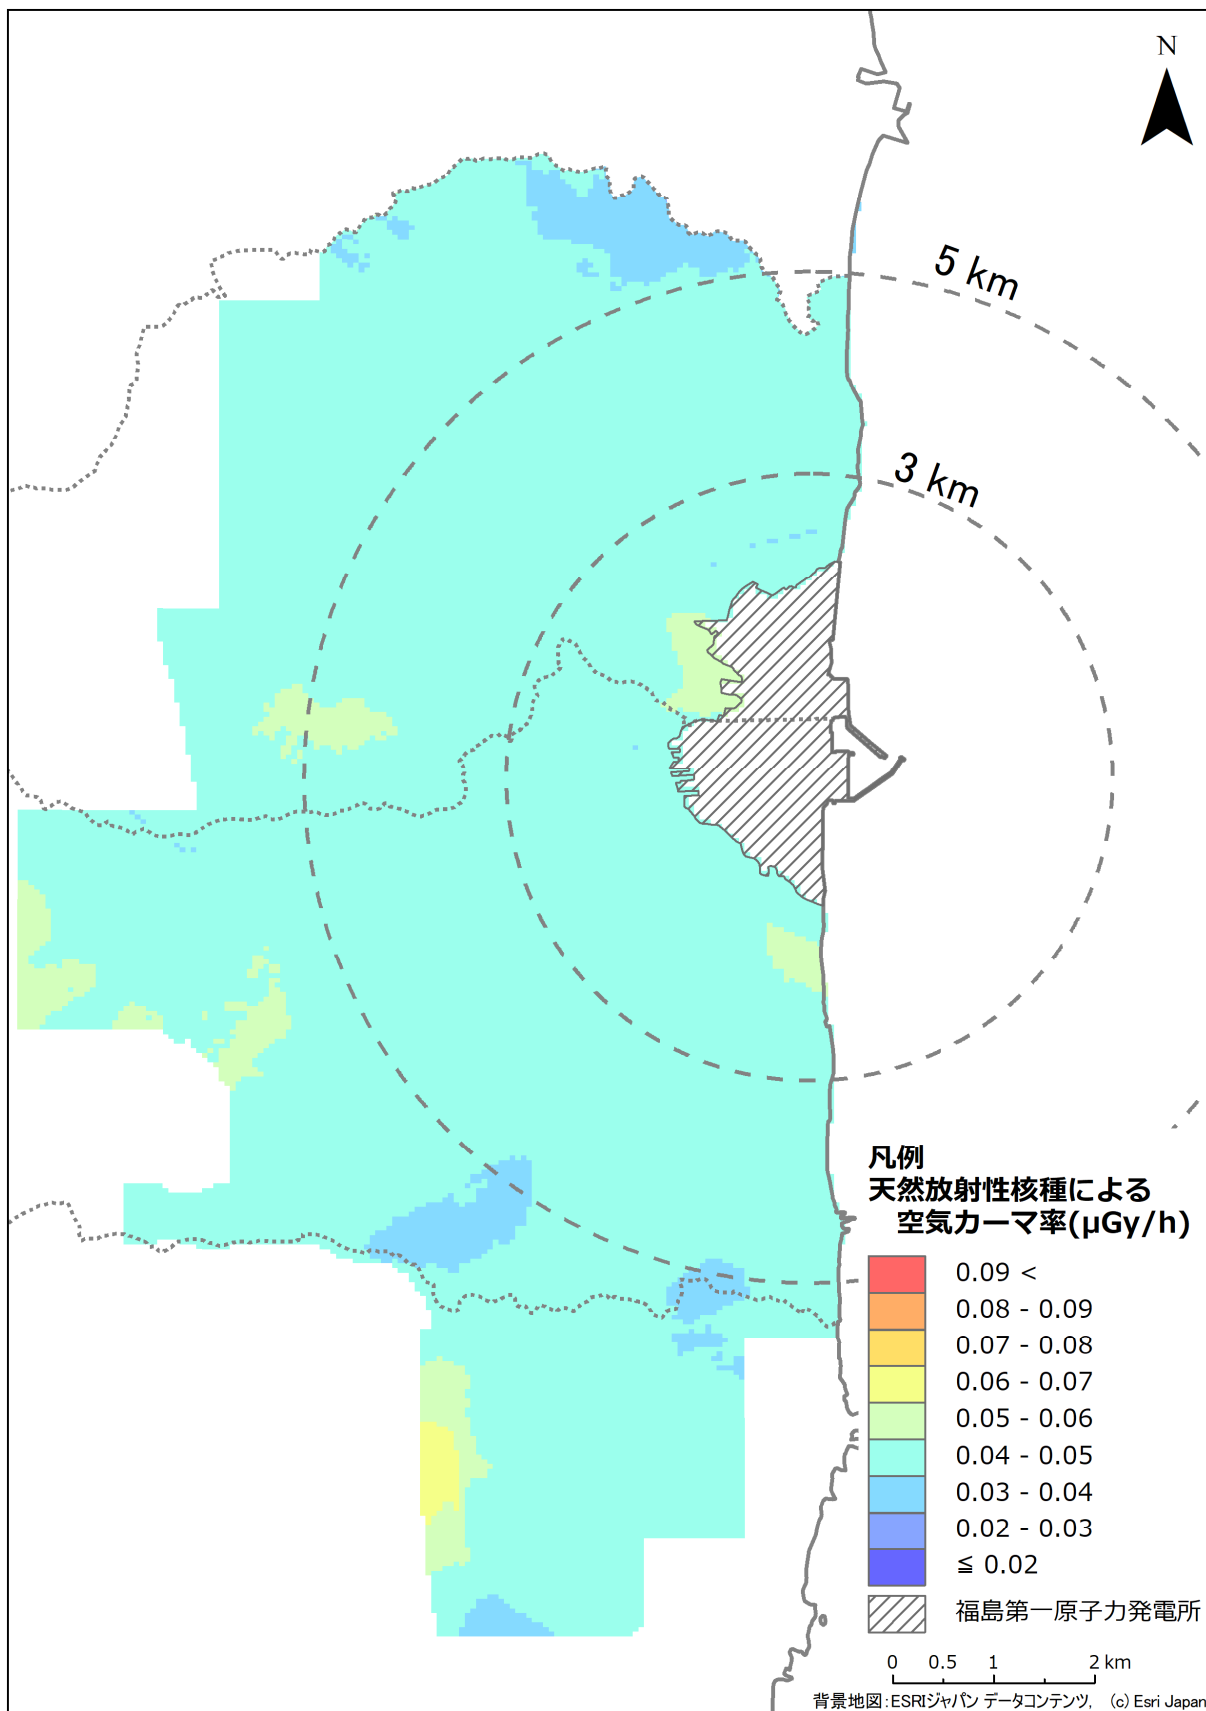 N
5 km
3 km
凡例
天然放射性核種による
空気カーマ率(μGy/h)
0.09 <
0.08 - 0.09
0.07 - 0.08
0.06 - 0.07
0.05 - 0.06
0.04 - 0.05
0.03 - 0.04
0.02 - 0.03
≦ 0.02
福島第一原子力発電所
0 0.5 1 2 km
背景地図:ESRIジャパン データコンテンツ, (c) Esri Japan